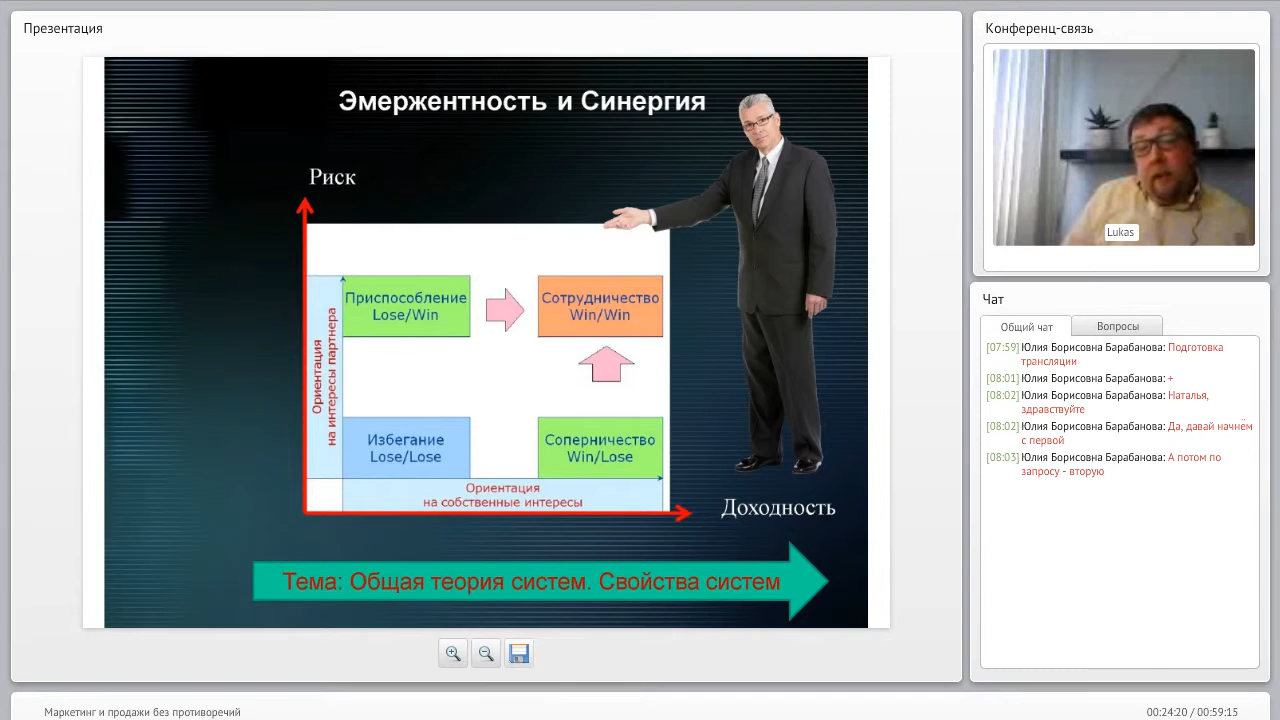 Презентация
Эмержентность и Синергия
Риск
Приспособление
Lose/Win
Сотрудничество
Win/Win
Ориентация
на интересы партнера
Избегание
Lose/Lose
Соперничество
Win/Lose
Ориентация
на собственные интересы
Доходность
Тема: Общая теория систем. Свойства систем
Конференц-связь
Lukas
Чат
Общий чат
Вопросы
[07:59] Юлия Борисовна Барабанова: Подготовка
трансляции
[08:01] Юлия Борисовна Барабанова: +
[08:02] Юлия Борисовна Барабанова: Наталья,
здравствуйте
[08:02] Юлия Борисовна Барабанова: Да, давай начнём
с первой
[08:03] Юлия Борисовна Барабанова: А потом по
запросу - вторую
Маркетинг и продажи без противоречий
00:24:20 / 00:59:15